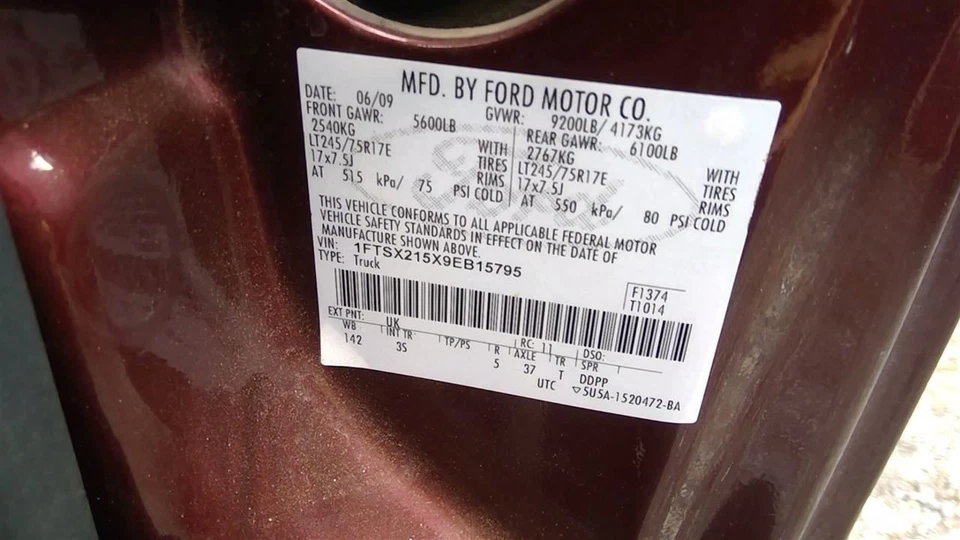 MFD. BY FORD MOTOR CO.
DATE: 06/09 GVWR: 9200LB/ 4173KG
FRONT GAWR: 5600LB REAR GAWR: 6100LB
2540KG WITH 2767KG WITH
LT245/75R17E TIRES LT245/75R17E TIRES
17x7.5J RIMS 17x7.5J RIMS
AT 515 kPa/ 75 PSI COLD AT 550 kPa/ 80 PSI COLD
THIS VEHICLE CONFORMS TO ALL APPLICABLE FEDERAL MOTOR
VEHICLE SAFETY STANDARDS IN EFFECT ON THE DATE OF
MANUFACTURE SHOWN ABOVE.
VIN: 1FTSX215X9EB15795
TYPE: Truck
F1374
T1014
EXT PNT: UK RC: 11 DSO:
WB INT TR: TP/PS R AXLE TR SPR
142 35 5 37 T DDPP
UTC ▽5U5A-1520472-BA
Ford